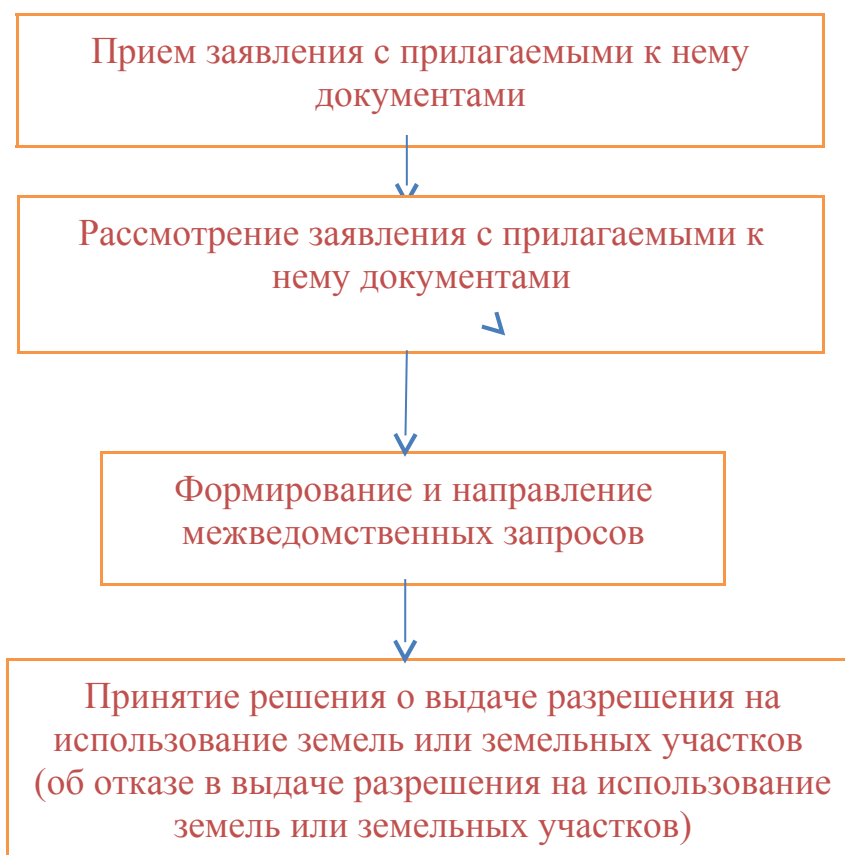 Прием заявления с прилагаемыми к нему
документами
Рассмотрение заявления с прилагаемыми к
нему документами
Формирование и направление
межведомственных запросов
Принятие решения о выдаче разрешения на
использование земель или земельных участков
(об отказе в выдаче разрешения на использование
земель или земельных участков)